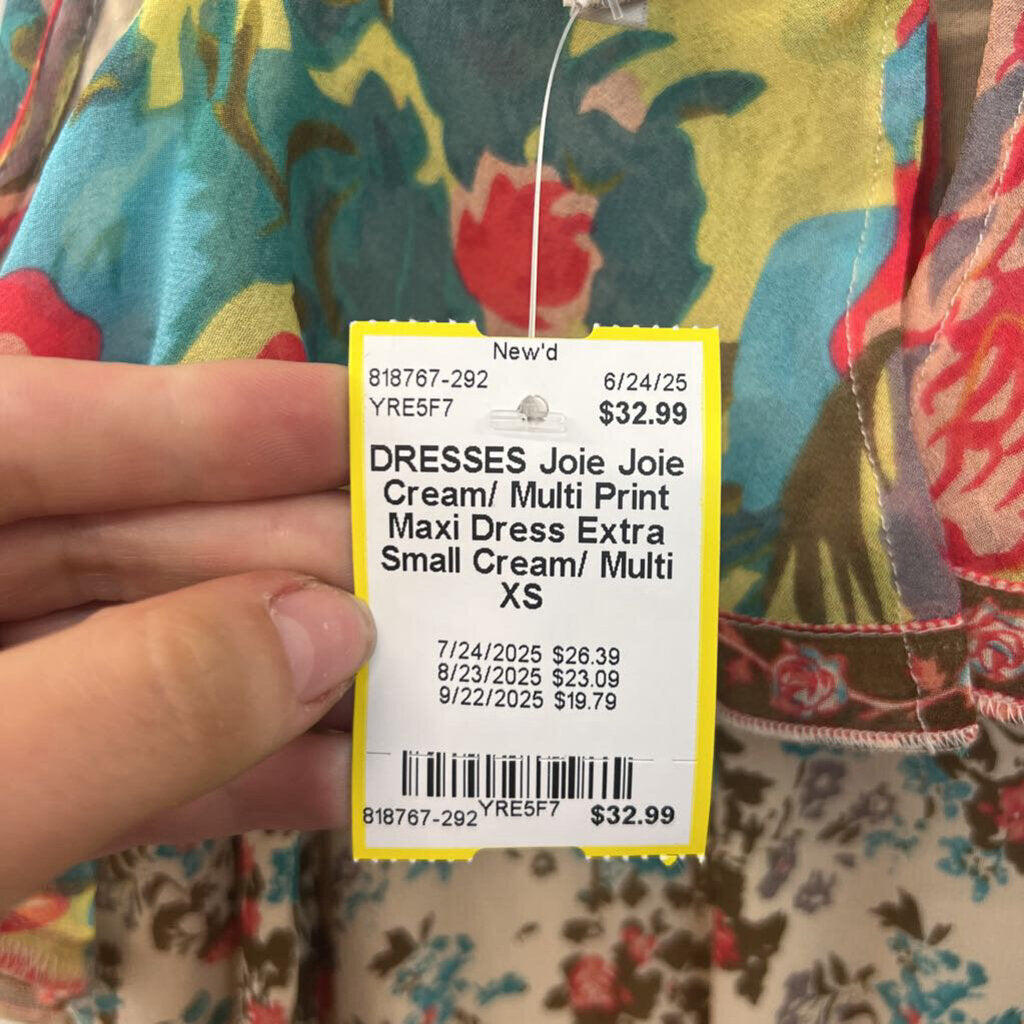 New'd
818767-292 6/24/25
YRE5F7 $32.99
DRESSES Joie Joie
Cream/ Multi Print
Maxi Dress Extra
Small Cream/ Multi
XS
7/24/2025 $26.39
8/23/2025 $23.09
9/22/2025 $19.79
818767-292 YRE5F7 $32.99